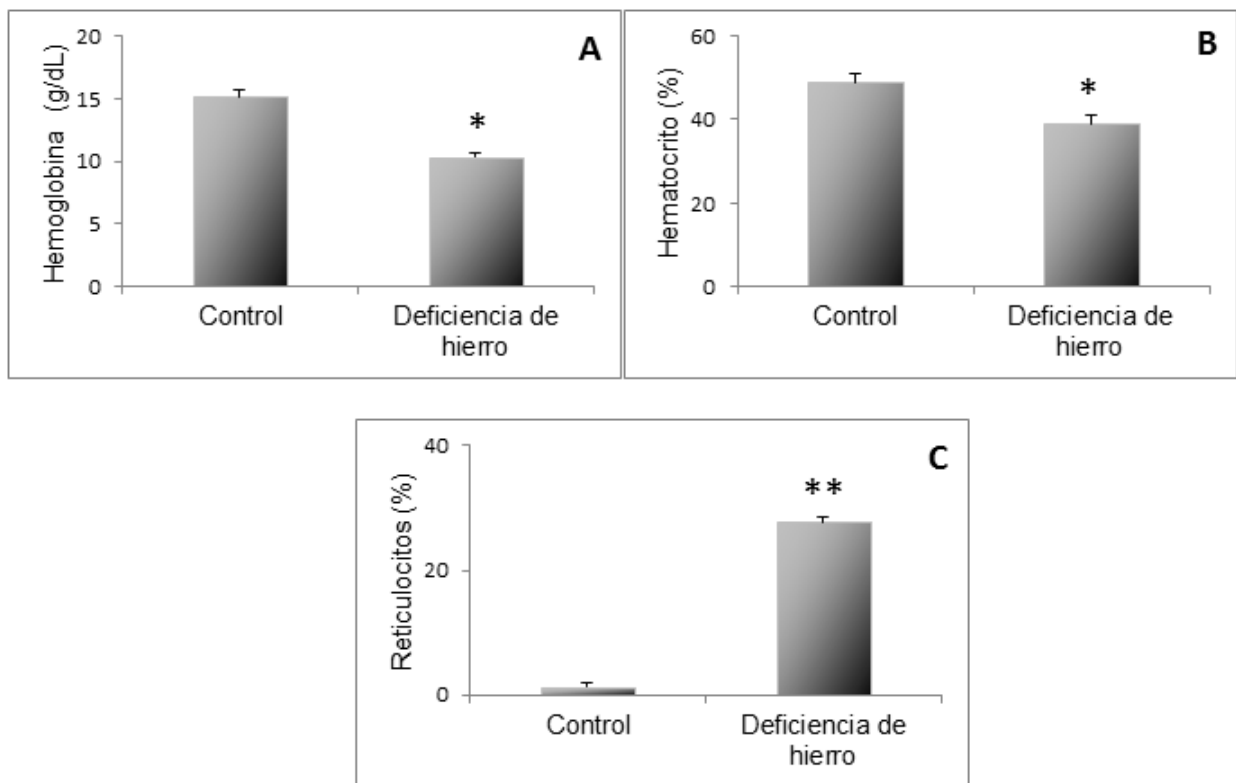 A
Hemoglobina (g/dL)
20
15
10
5
0
*
Control
Deficiencia de
hierro
B
Hematocrito (%)
60
40
20
0
*
Control
Deficiencia de
hierro
C
Reticulocitos (%)
40
20
0
**
Control
Deficiencia de
hierro